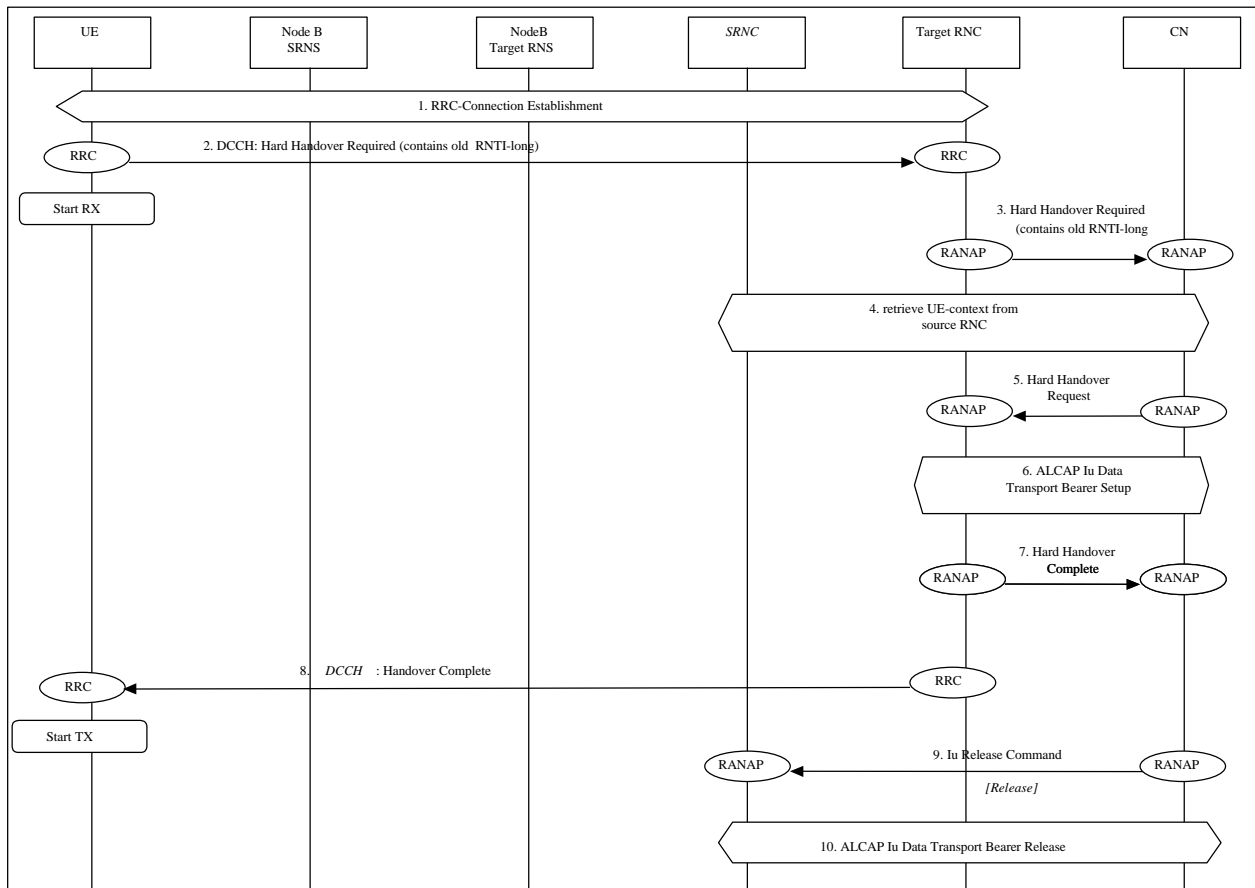 UE
Node B
SRNS
NodeB
Target RNS
SRNC
Target RNC
CN
1. RRC-Connection Establishment
RRC
2. DCCH: Hard Handover Required (contains old RNTI-long)
RRC
Start RX
3. Hard Handover Required
(contains old RNTI-long
RANAP
RANAP
4. retrieve UE-context from
source RNC
5. Hard Handover
Request
RANAP
RANAP
6. ALCAP Iu Data
Transport Bearer Setup
7. Hard Handover
Complete
RANAP
RANAP
8. DCCH : Handover Complete
RRC
RRC
Start TX
9. Iu Release Command
RANAP
RANAP
[Release]
10. ALCAP Iu Data Transport Bearer Release